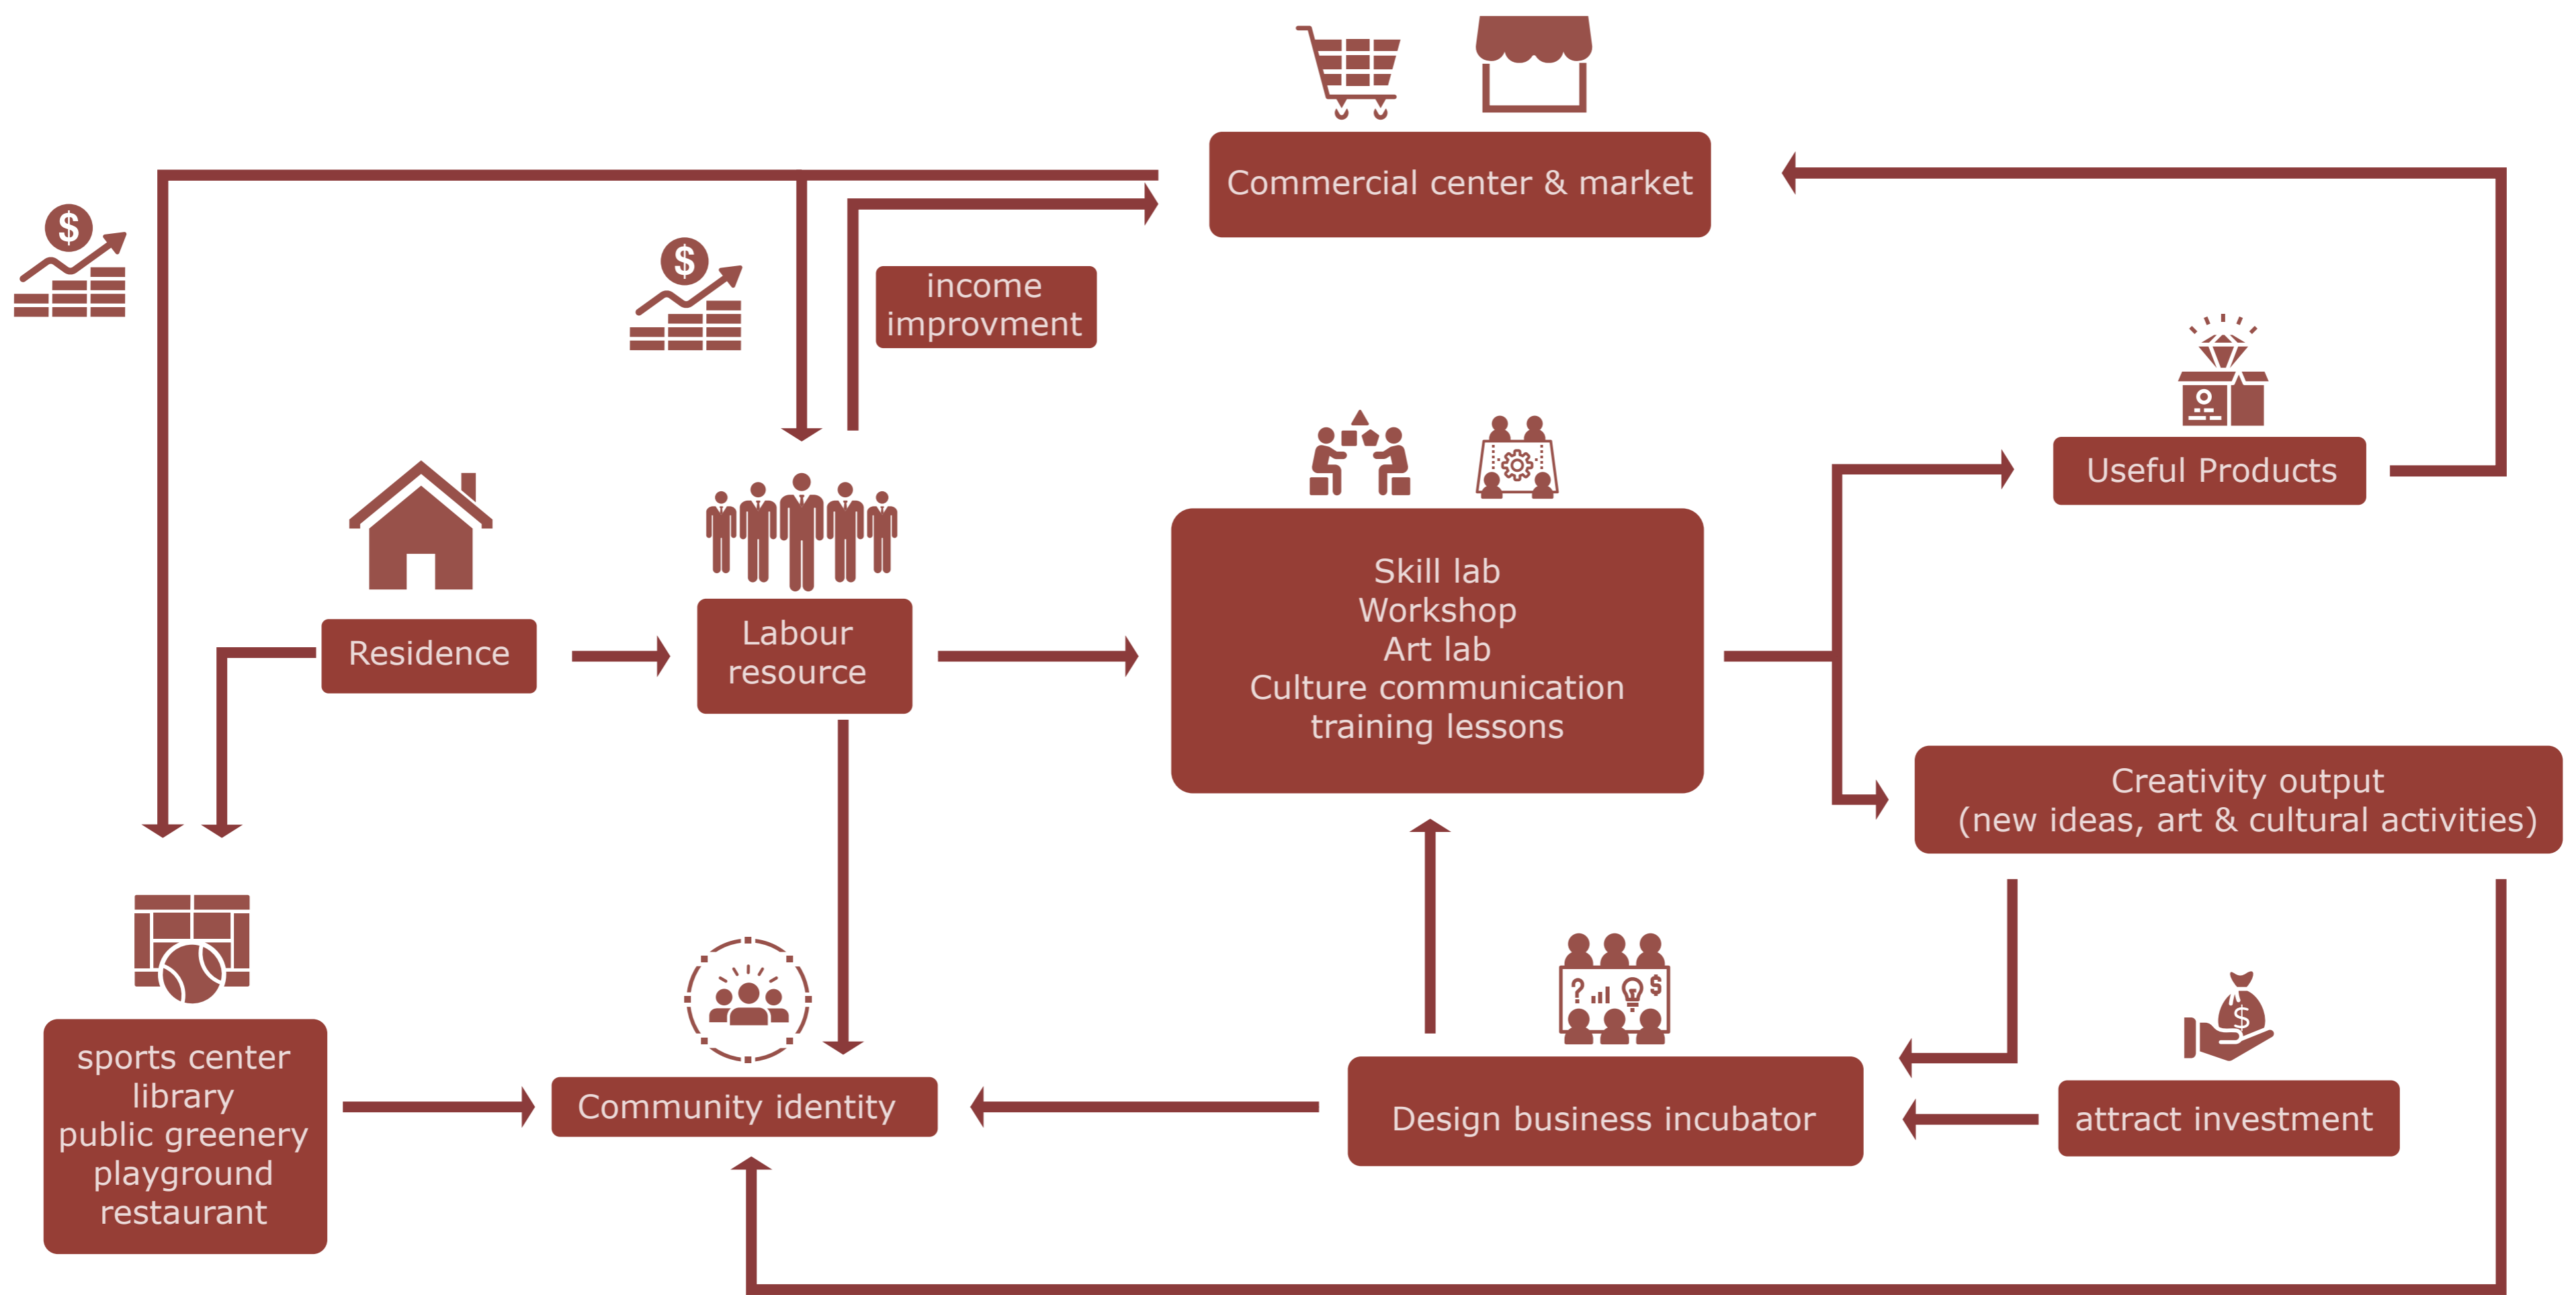 Commercial center & market
$
$
income
improvment
Useful Products
Residence
Labour
resource
Skill lab
Workshop
Art lab
Culture communication
training lessons
Creativity output
(new ideas, art & cultural activities)
? $
$
sports center
library
public greenery
playground
restaurant
Community identity
Design business incubator
attract investment